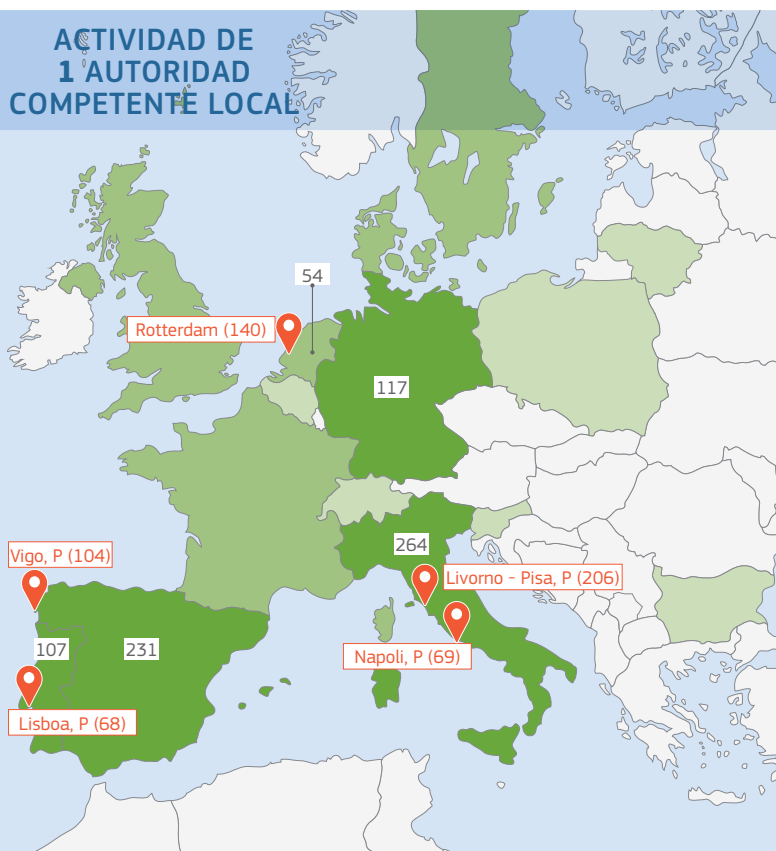 ACTIVIDAD DE
1 AUTORIDAD
COMPETENTE LOCAL
54
Rotterdam (140)
117
264
Vigo, P (104)
Livorno - Pisa, P (206)
107
231
Napoli, P (69)
Lisboa, P (68)